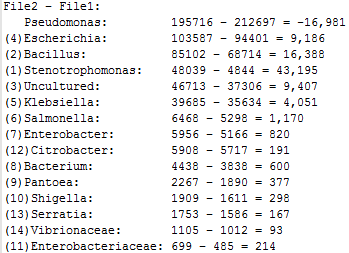 File2 - File1:
Pseudomonas: 195716 - 212697 = -16,981
(4)Escherichia: 103587 - 94401 = 9,186
(2)Bacillus: 85102 - 68714 = 16,388
(1)Stenotrophomonas: 48039 - 4844 = 43,195
(3)Uncultured: 46713 - 37306 = 9,407
(5)Klebsiella: 39685 - 35634 = 4,051
(6)Salmonella: 6468 - 5298 = 1,170
(7)Enterobacter: 5956 - 5166 = 820
(12)Citrobacter: 5908 - 5717 = 191
(8)Bacterium: 4438 - 3838 = 600
(9)Pantoea: 2267 - 1890 = 377
(10)Shigella: 1909 - 1611 = 298
(13)Serratia: 1753 - 1586 = 167
(14)Vibrionaceae: 1105 - 1012 = 93
(11)Enterobacteriaceae: 699 - 485 = 214